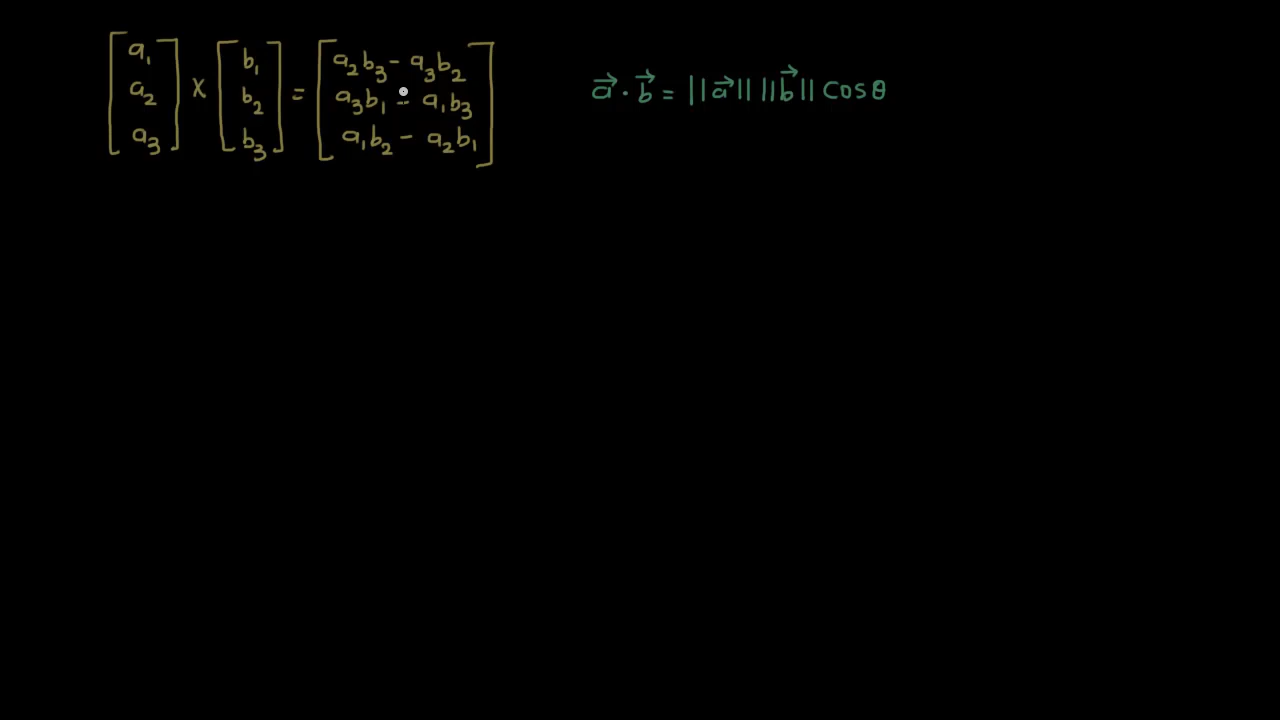 [a₁ a₂ a₃] × [b₁ b₂ b₃] = [a₂b₃ − a₃b₂
a₃b₁ − a₁b₃
a₁b₂ − a₂b₁]
a⃗ · b⃗ = ||a⃗|| ||b⃗|| cos θ